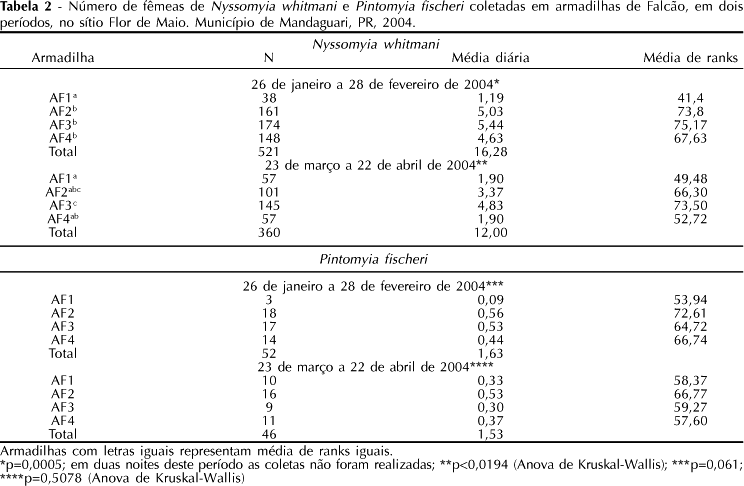 Tabela 2 - Número de fêmeas de Nyssomyia whitmani e Pintomyia fischeri coletadas em armadilhas de Falcão, em dois
períodos, no sítio Flor de Maio. Município de Mandaguari, PR, 2004.
Nyssomyia whitmani
Armadilha N Média diária Média de ranks
26 de janeiro a 28 de fevereiro de 2004*
AF1a 38 1,19 41,4
AF2b 161 5,03 73,8
AF3b 174 5,44 75,17
AF4b 148 4,63 67,63
Total 521 16,28
23 de março a 22 de abril de 2004**
AF1a 57 1,90 49,48
AF2abc 101 3,37 66,30
AF3c 145 4,83 73,50
AF4ab 57 1,90 52,72
Total 360 12,00
Pintomyia fischeri
26 de janeiro a 28 de fevereiro de 2004***
AF1 3 0,09 53,94
AF2 18 0,56 72,61
AF3 17 0,53 64,72
AF4 14 0,44 66,74
Total 52 1,63
23 de março a 22 de abril de 2004****
AF1 10 0,33 58,37
AF2 16 0,53 66,77
AF3 9 0,30 59,27
AF4 11 0,37 57,60
Total 46 1,53
Armadilhas com letras iguais representam média de ranks iguais.
*p=0,0005; em duas noites deste período as coletas não foram realizadas; **p<0,0194 (Anova de Kruskal-Wallis); ***p=0,061;
****p=0,5078 (Anova de Kruskal-Wallis)